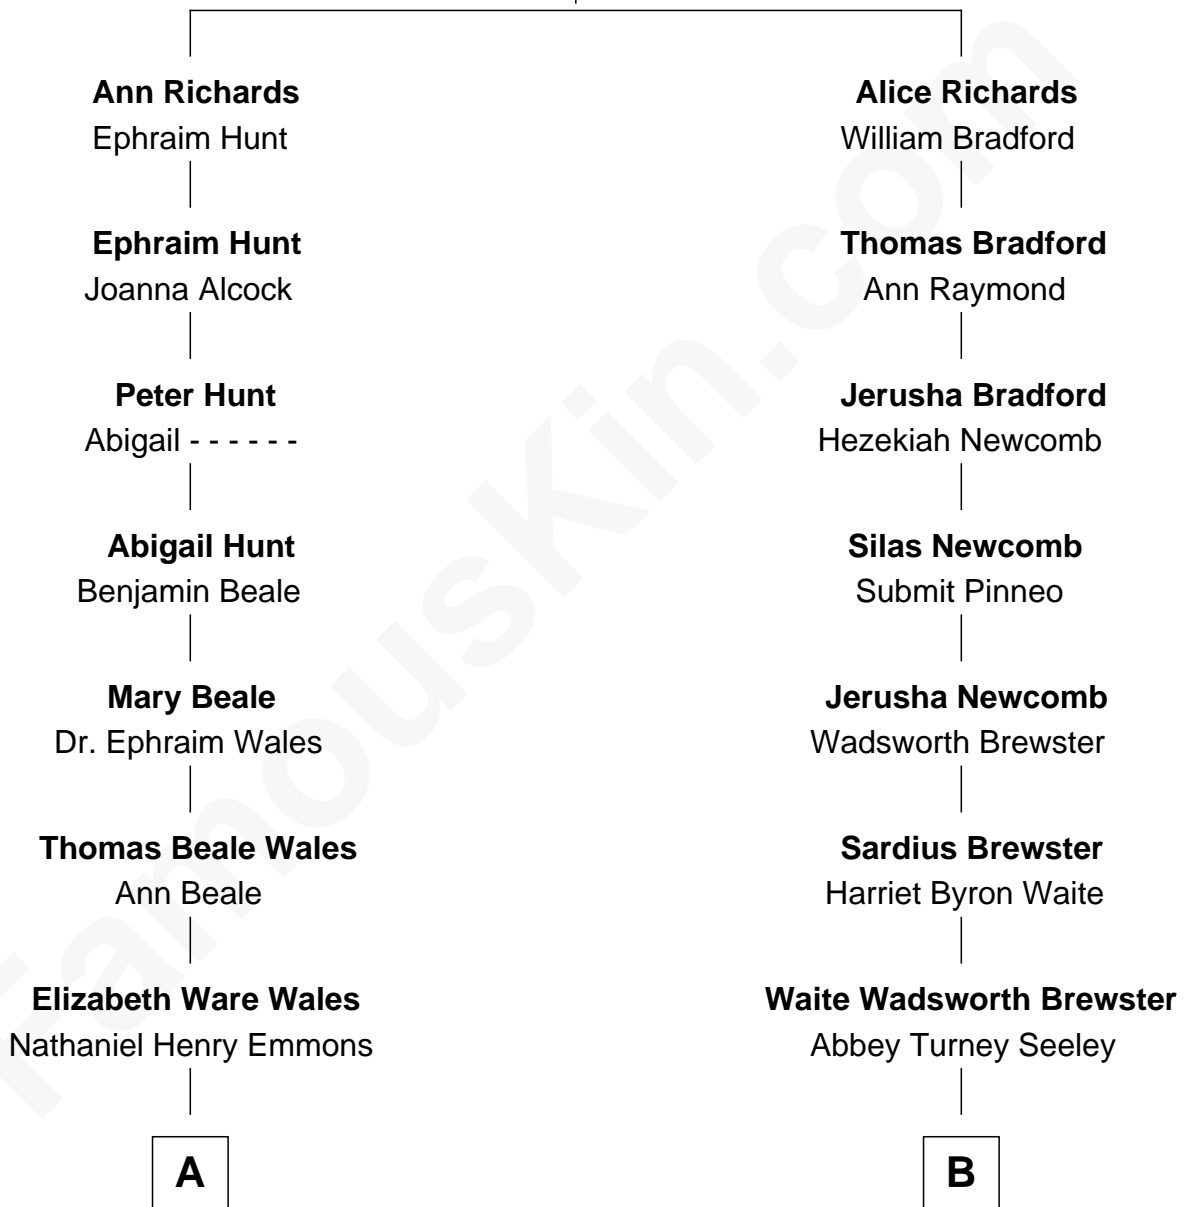 Ann Richards
Ephraim Hunt
Ephraim Hunt
Joanna Alcock
Peter Hunt
Abigail - - - - - -
Abigail Hunt
Benjamin Beale
Mary Beale
Dr. Ephraim Wales
Thomas Beale Wales
Ann Beale
Elizabeth Ware Wales
Nathaniel Henry Emmons
A
Alice Richards
William Bradford
Thomas Bradford
Ann Raymond
Jerusha Bradford
Hezekiah Newcomb
Silas Newcomb
Submit Pinneo
Jerusha Newcomb
Wadsworth Brewster
Sardius Brewster
Harriet Byron Waite
Waite Wadsworth Brewster
Abbey Turney Seeley
B
FamousKin.com